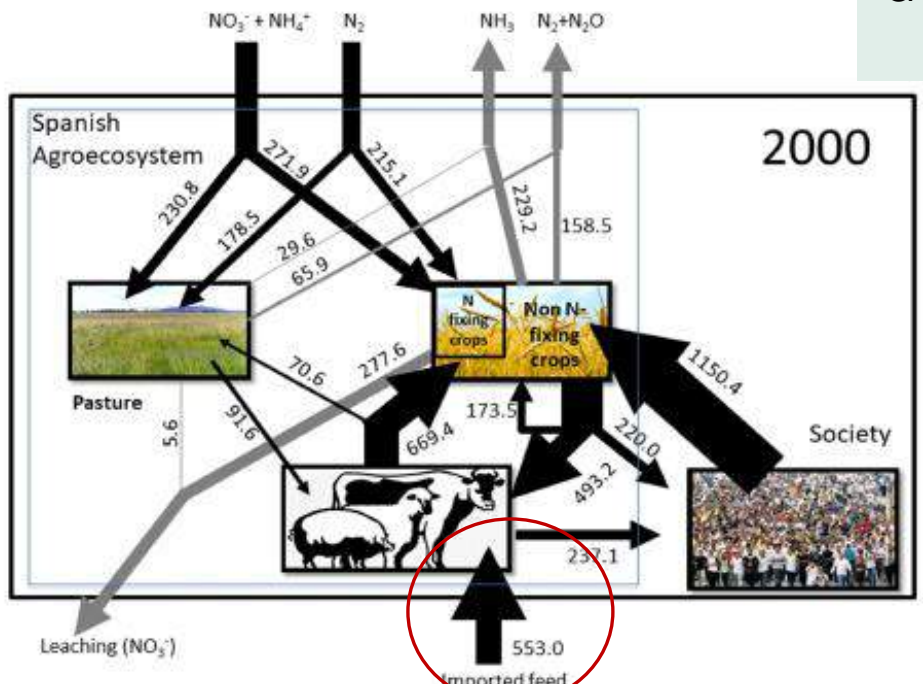 NO₃⁻ + NH₄⁺
N₂
NH₃
N₂+N₂O
Spanish
Agroecosystem
2000
271.9
215.1
230.8
178.5
29.6
65.9
229.2
158.5
N
fixing
crops
Non N-
fixing
crops
Pasture
70.6
277.6
1150.4
5.6
91.6
669.4
173.5
220.0
493.2
Society
237.1
Leaching (NO₃⁻)
553.0
Imported feed